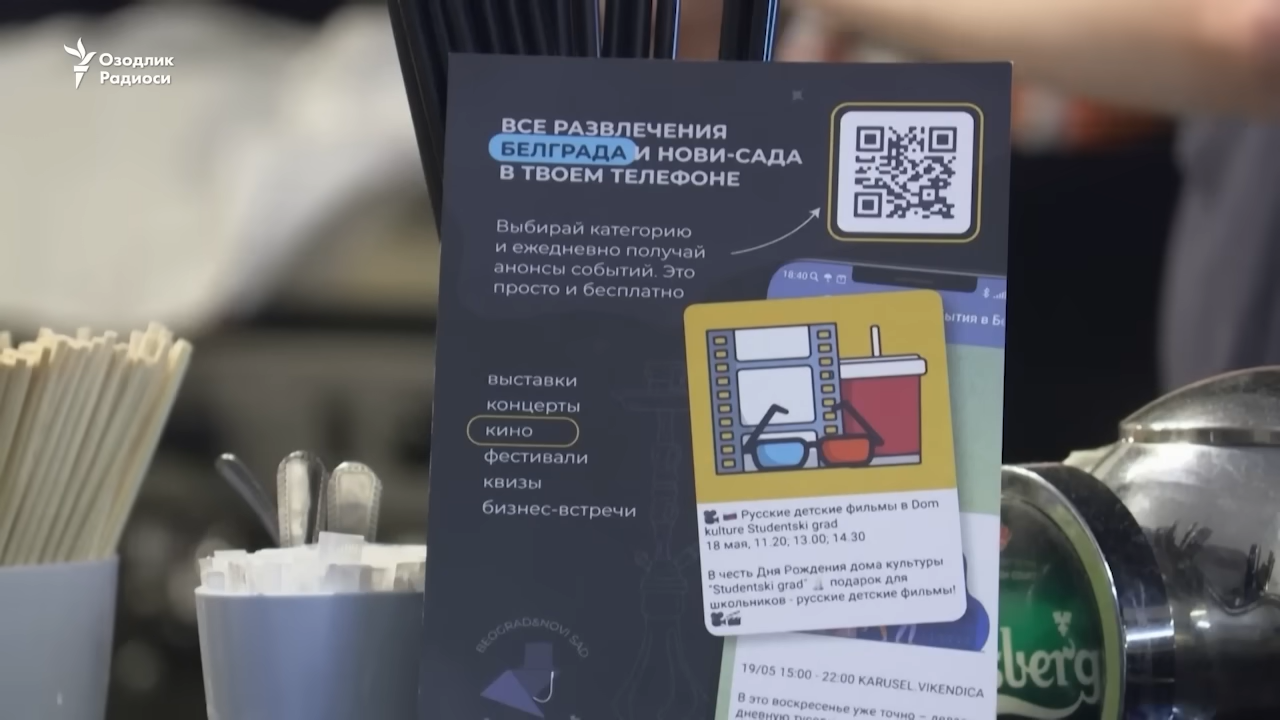 Озодлик
Радиоси
ВСЕ РАЗВЛЕЧЕНИЯ
БЕЛГРАДА И НОВИ-САДА
В ТВОЕМ ТЕЛЕФОНЕ
Выбирай категорию
и ежедневно получай
анонсы событий. Это
просто и бесплатно
18:40
ытия в Бе
выставки
концерты
кино
фестивали
квизы
бизнес-встречи
Русские детские фильмы в Dom
kulture Studentski grad
18 мая, 11.20; 13.00; 14.30
В честь Дня Рождения дома культуры
"Studentski grad" подарок для
школьников - русские детские фильмы!
BEOGRAD&NOVI SAD
19/05 15:00 - 22:00 KARUSEL.VIKENDICA
В это воскресенье уже точно –
дневную
sberg